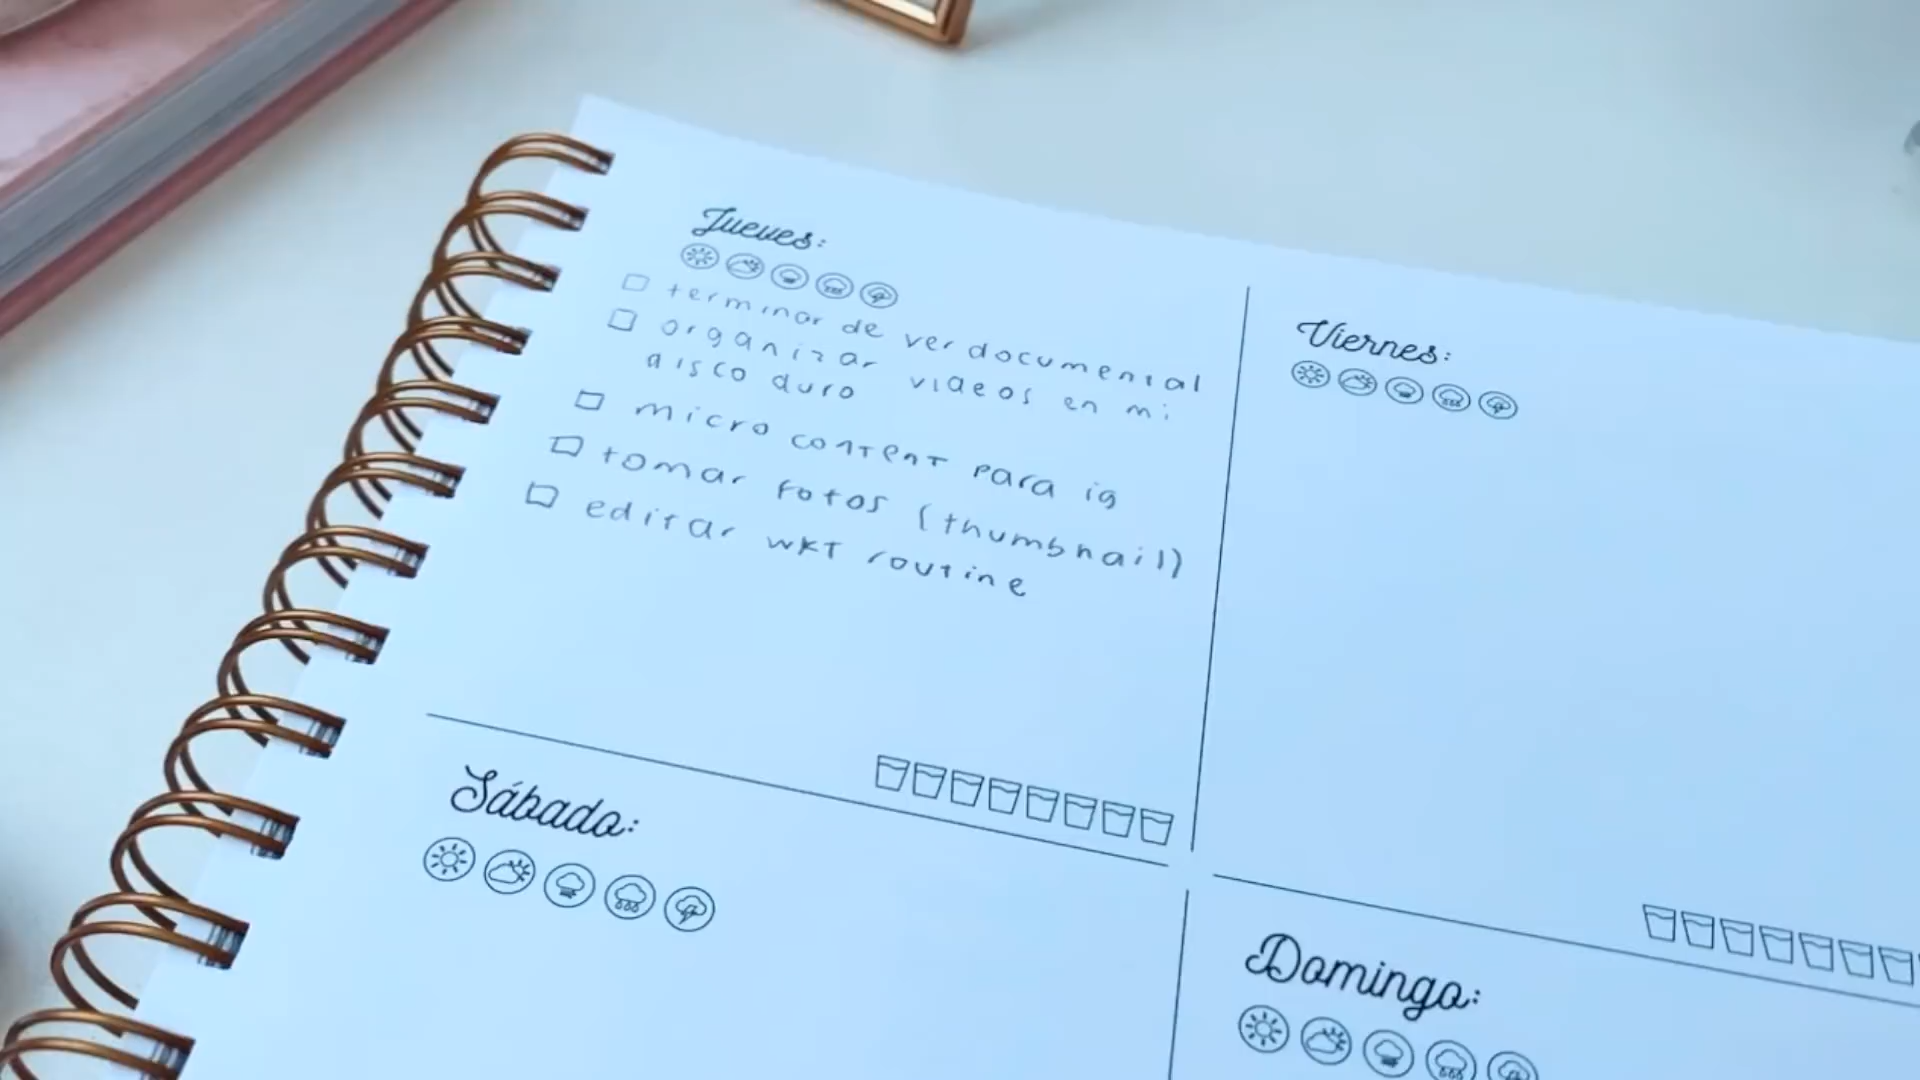 Jueves:
terminar de ver documental
organizar videos en mi
disco duro
micro content para ig
tomar fotos (thumbnail)
editar wkt routine
Viernes:
Sábado:
Domingo: